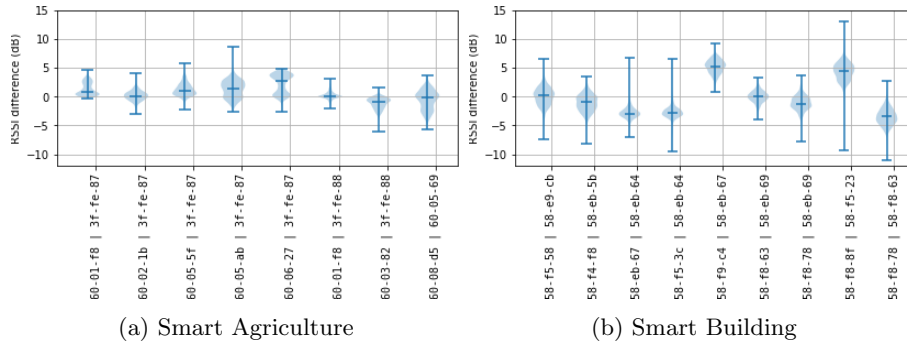 15
10
5
0
−5
−10
RSSI difference (dB)
60-01-f8 | 3f-fe-87
60-02-1b | 3f-fe-87
60-05-5f | 3f-fe-87
60-05-ab | 3f-fe-87
60-06-27 | 3f-fe-87
60-01-f8 | 3f-fe-88
60-03-82 | 3f-fe-88
60-08-d5 | 60-05-69
(a) Smart Agriculture
15
10
5
0
−5
−10
RSSI difference (dB)
58-f5-58 | 58-e9-cb
58-f4-f8 | 58-eb-5b
58-eb-67 | 58-eb-64
58-f5-3c | 58-eb-64
58-f9-c4 | 58-eb-67
58-f8-63 | 58-eb-69
58-f8-78 | 58-eb-69
58-f8-8f | 58-f5-23
58-f8-78 | 58-f8-63
(b) Smart Building